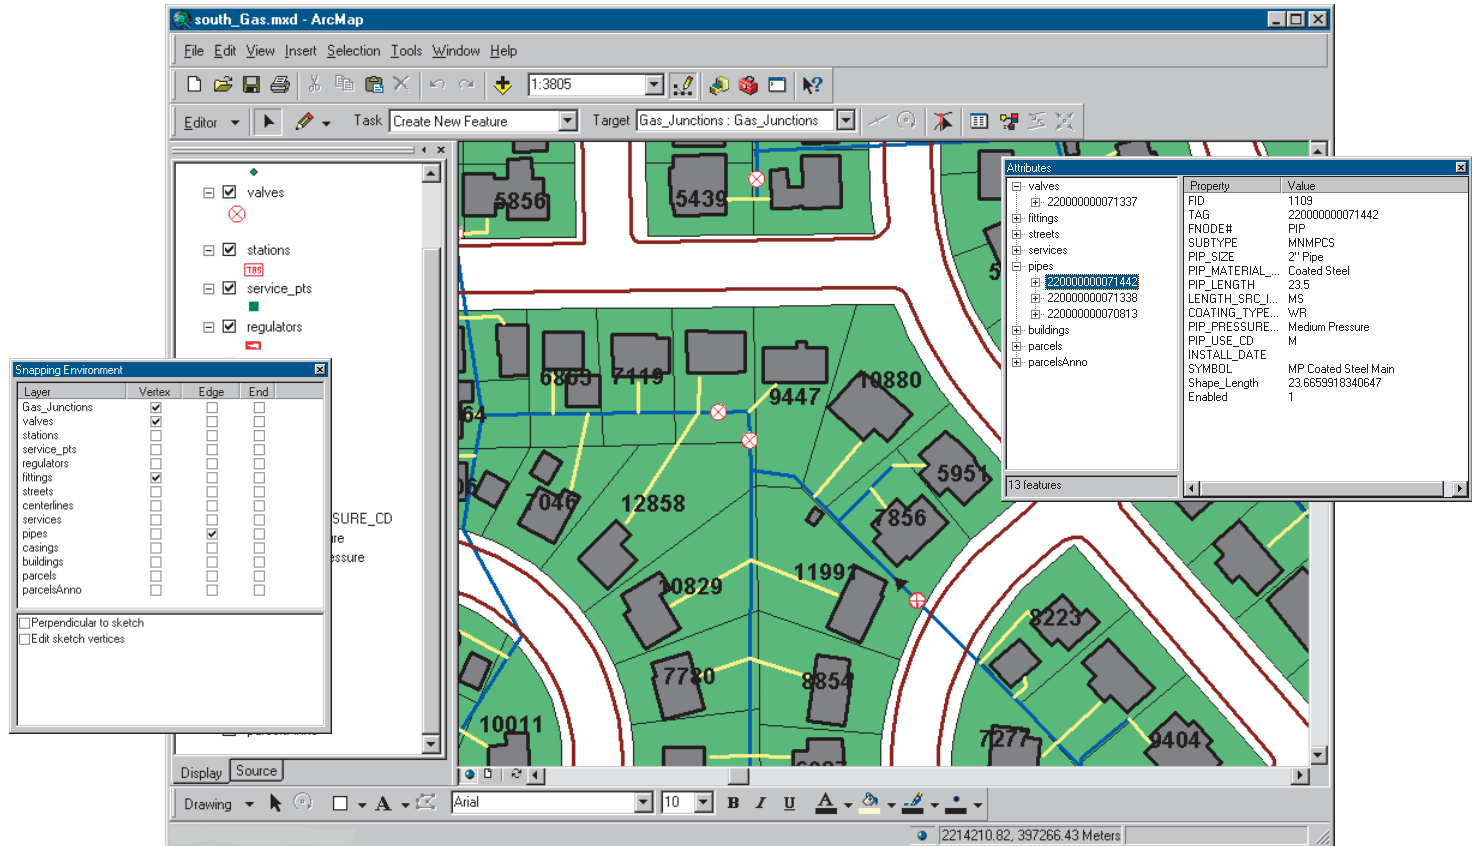 south_Gas.mxd - ArcMap
File Edit View Insert Selection Tools Window Help
1:3805
Editor Task Create New Feature Target Gas_Junctions : Gas_Junctions
valves
stations
TBS
service_pts
regulators
SURE_CD
re
essure
Display Source
Snapping Environment
Layer Vertex Edge End
Gas_Junctions
valves
stations
service_pts
regulators
fittings
streets
centerlines
services
pipes
casings
buildings
parcels
parcelsAnno
Perpendicular to sketch
Edit sketch vertices
5856
5439
6863
7119
9447
10880
64
5951
7046
12858
7856
10829
11991
8223
7780
8854
10011
7277
9404
Attributes
valves
220000000071337
fittings
streets
services
pipes
220000000071442
220000000071338
220000000070813
buildings
parcels
parcelsAnno
13 features
Property Value
FID 1109
TAG 220000000071442
FNODE# PIP
SUBTYPE MNMPCS
PIP_SIZE 2" Pipe
PIP_MATERIAL_... Coated Steel
PIP_LENGTH 23.5
LENGTH_SRC_I... MS
COATING_TYPE... WR
PIP_PRESSURE... Medium Pressure
PIP_USE_CD M
INSTALL_DATE
SYMBOL MP Coated Steel Main
Shape_Length 23.6659918340647
Enabled 1
Drawing A Arial 10 B I U A
2214210.82, 397266.43 Meters